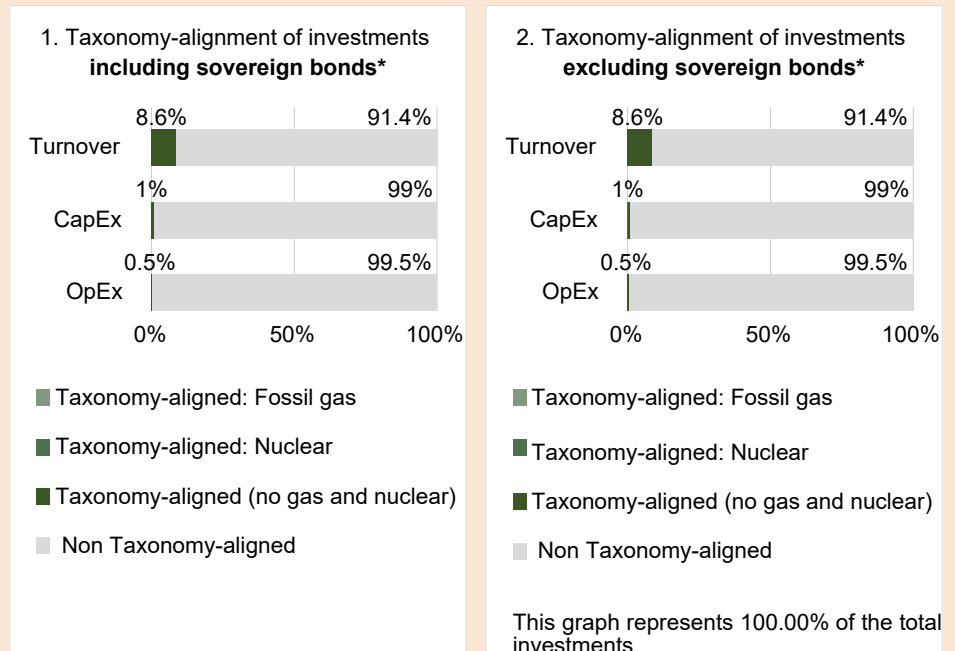 1. Taxonomy-alignment of investments
including sovereign bonds*
8.6% 91.4%
Turnover
1% 99%
CapEx
0.5% 99.5%
OpEx
0% 50% 100%
Taxonomy-aligned: Fossil gas
Taxonomy-aligned: Nuclear
Taxonomy-aligned (no gas and nuclear)
Non Taxonomy-aligned
2. Taxonomy-alignment of investments
excluding sovereign bonds*
8.6% 91.4%
Turnover
1% 99%
CapEx
0.5% 99.5%
OpEx
0% 50% 100%
Taxonomy-aligned: Fossil gas
Taxonomy-aligned: Nuclear
Taxonomy-aligned (no gas and nuclear)
Non Taxonomy-aligned
This graph represents 100.00% of the total
investments.